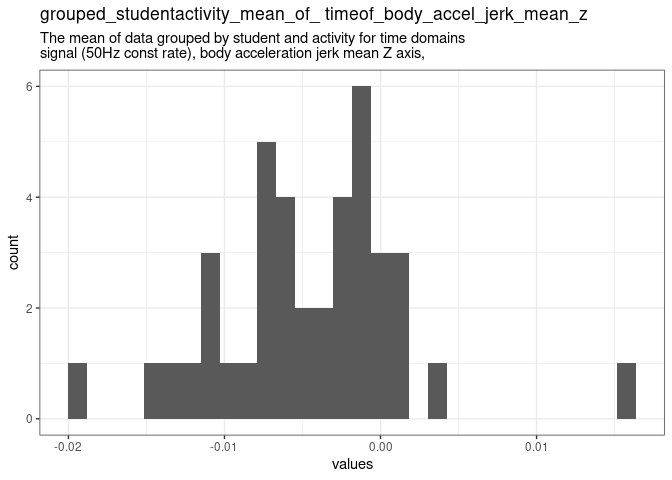 grouped_studentactivity_mean_of_ timeof_body_accel_jerk_mean_z
The mean of data grouped by student and activity for time domains
signal (50Hz const rate), body acceleration jerk mean Z axis,
6
4
2
0
count
-0.02 -0.01 0.00 0.01
values